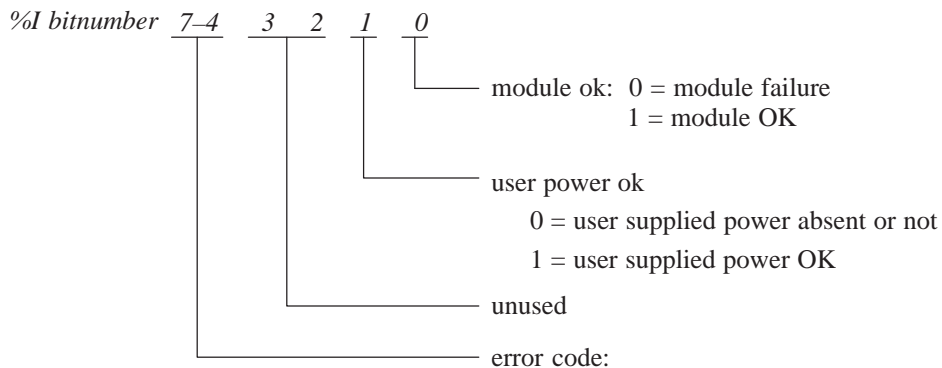 %I bitnumber 7–4 3 2 1 0
module ok: 0 = module failure
1 = module OK
user power ok
0 = user supplied power absent or not
1 = user supplied power OK
unused
error code: